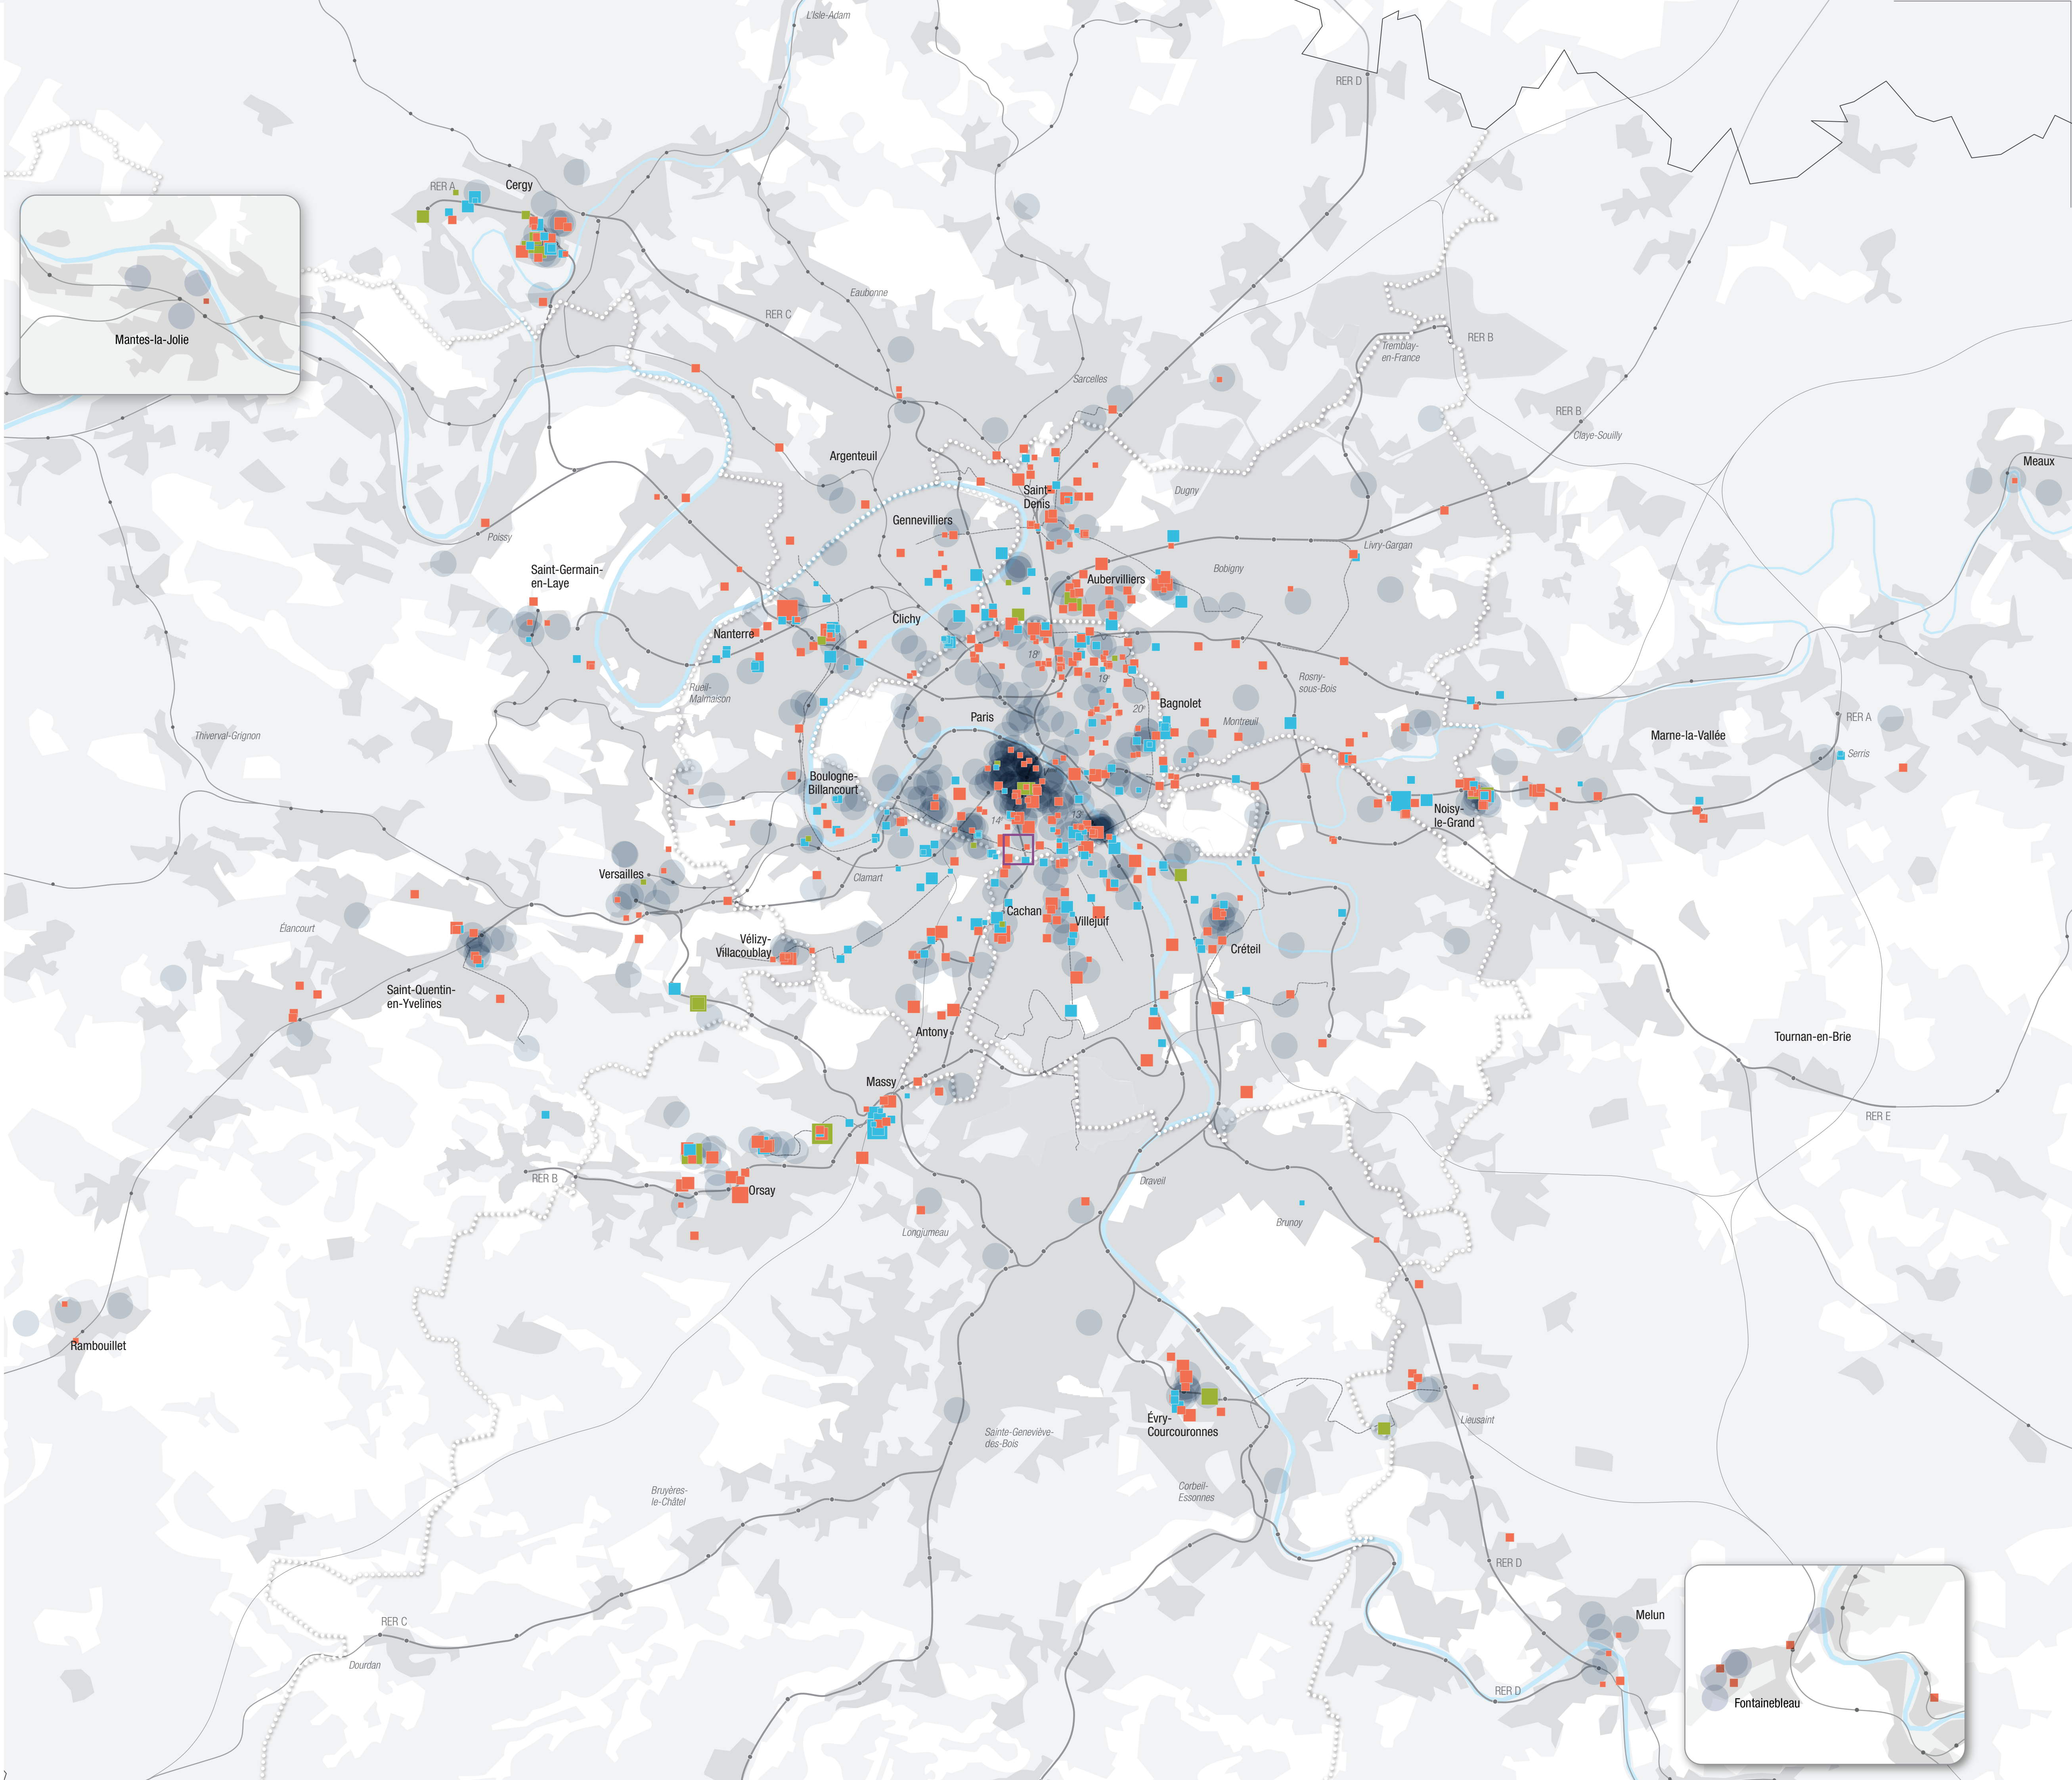 L'Isle-Adam
RER D
RER A
Cergy
Eaubonne
RER C
Mantes-la-Jolie
RER B
Tremblay-
en-France
Sarcelles
RER B
Claye-Souilly
Argenteuil
Meaux
Saint-
Denis
Dugny
Gennevilliers
Poissy
Livry-Gargan
Saint-Germain-
en-Laye
Bobigny
Aubervilliers
Clichy
Nanterre
18e
19e
Rosny-
sous-Bois
Rueil-
Malmaison
20e
Bagnolet
Paris
Montreuil
RER A
Thiverval-Grignon
Marne-la-Vallée
Serris
Boulogne-
Billancourt
Noisy-
le-Grand
14e
13e
Versailles
Clamart
Cachan
Villejuif
Élancourt
Vélizy-
Villacoublay
Créteil
Saint-Quentin-
en-Yvelines
Antony
Tournan-en-Brie
Massy
RER E
RER B
Orsay
Draveil
Longjumeau
Brunoy
Rambouillet
Évry-
Courcouronnes
Lieusaint
Sainte-Geneviève-
des-Bois
Bruyères-
le-Châtel
Corbeil-
Essonnes
RER D
RER C
Melun
Dourdan
RER D
Fontainebleau